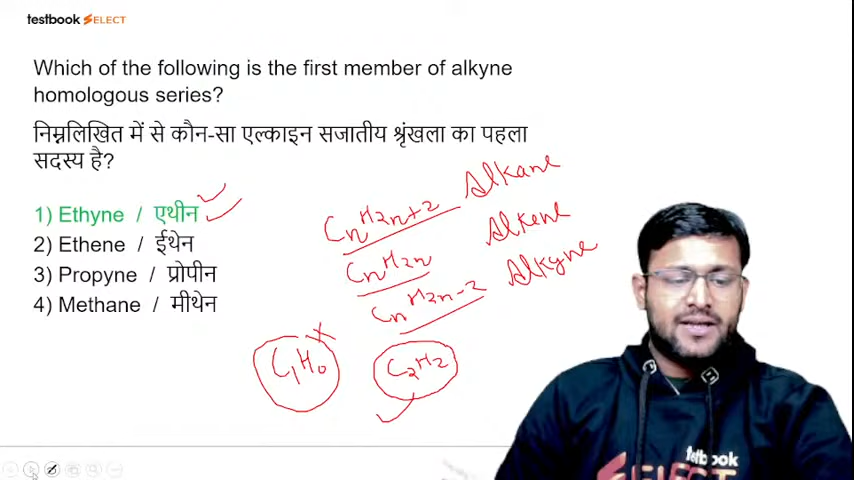 testbook SELECT
Which of the following is the first member of alkyne
homologous series?
निम्नलिखित में से कौन-सा एल्काइन सजातीय श्रृंखला का पहला
सदस्य है?
1) Ethyne / एथीन
2) Ethene / ईथेन
3) Propyne / प्रोपीन
4) Methane / मीथेन
CnH2n+2 Alkane
CnH2n Alkene
CnH2n-2 Alkyne
C1H0 C2H2
testbook
SELECT